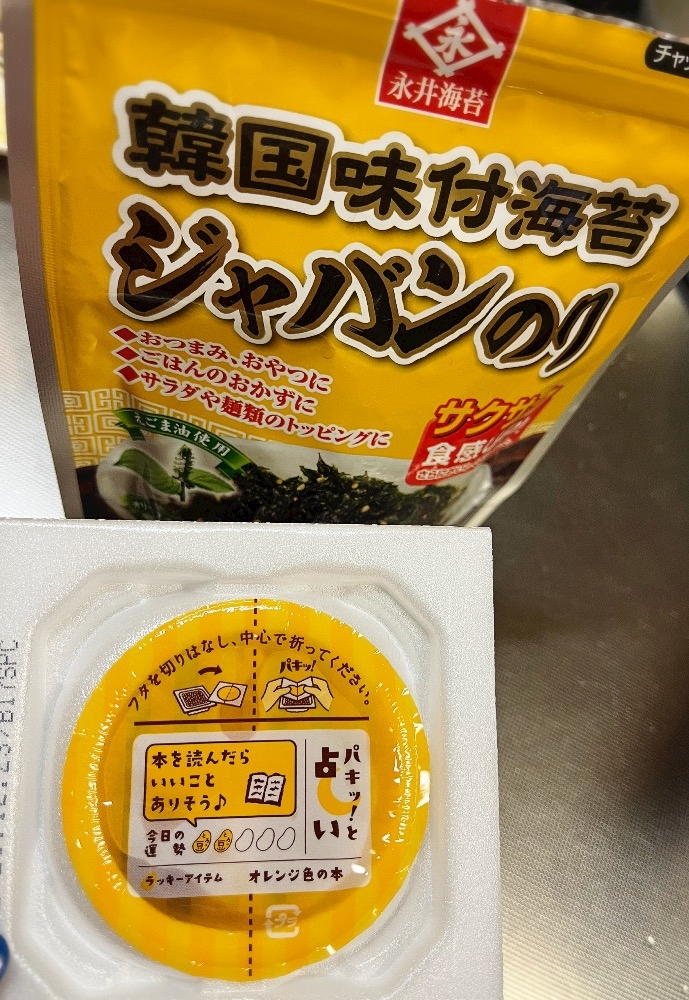 永
永井海苔
チャッ
韓国味付海苔
ジャバンのり
◆おつまみ、おやつに
◆ごはんのおかずに
◆サラダや麺類のトッピングに
えごま油使用
サクサク
食感
フタを切りはなし、中心で折ってください。
パキッ!
パキッ!と
占い
本を読んだら
いいこと
ありそう♪
今日の
運勢
ラッキーアイテム オレンジ色の本
プラ